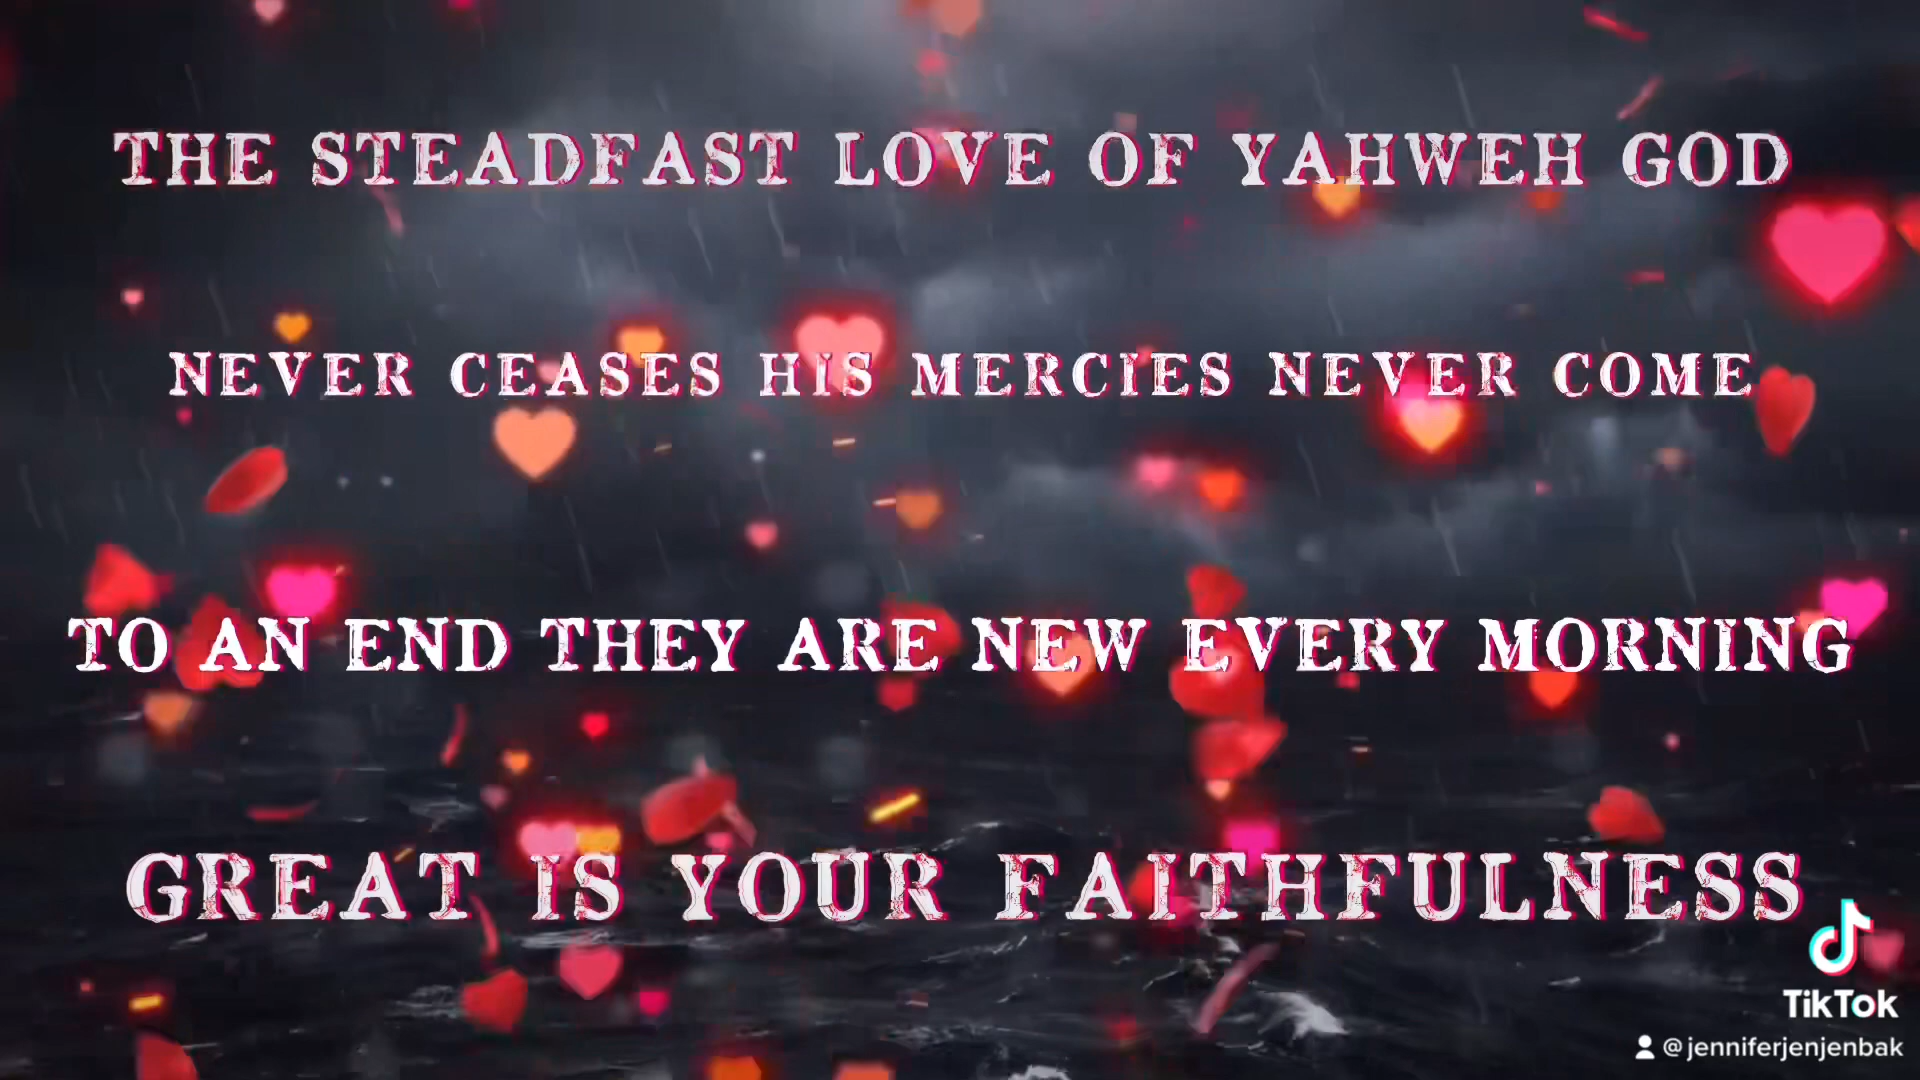 THE STEADFAST LOVE OF YAHWEH GOD
NEVER CEASES HIS MERCIES NEVER COME
TO AN END THEY ARE NEW EVERY MORNING
GREAT IS YOUR FAITHFULNESS
TikTok
@jenniferjenjenbak